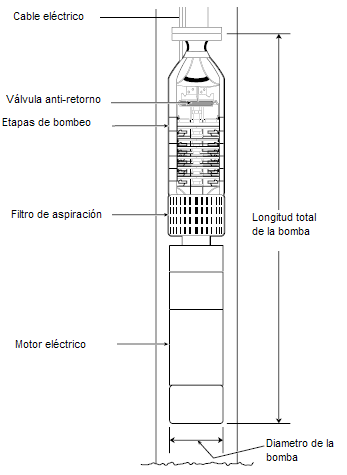 Cable eléctrico
Válvula anti-retorno
Etapas de bombeo
Filtro de aspiración
Longitud total
de la bomba
Motor eléctrico
Diametro de la
bomba